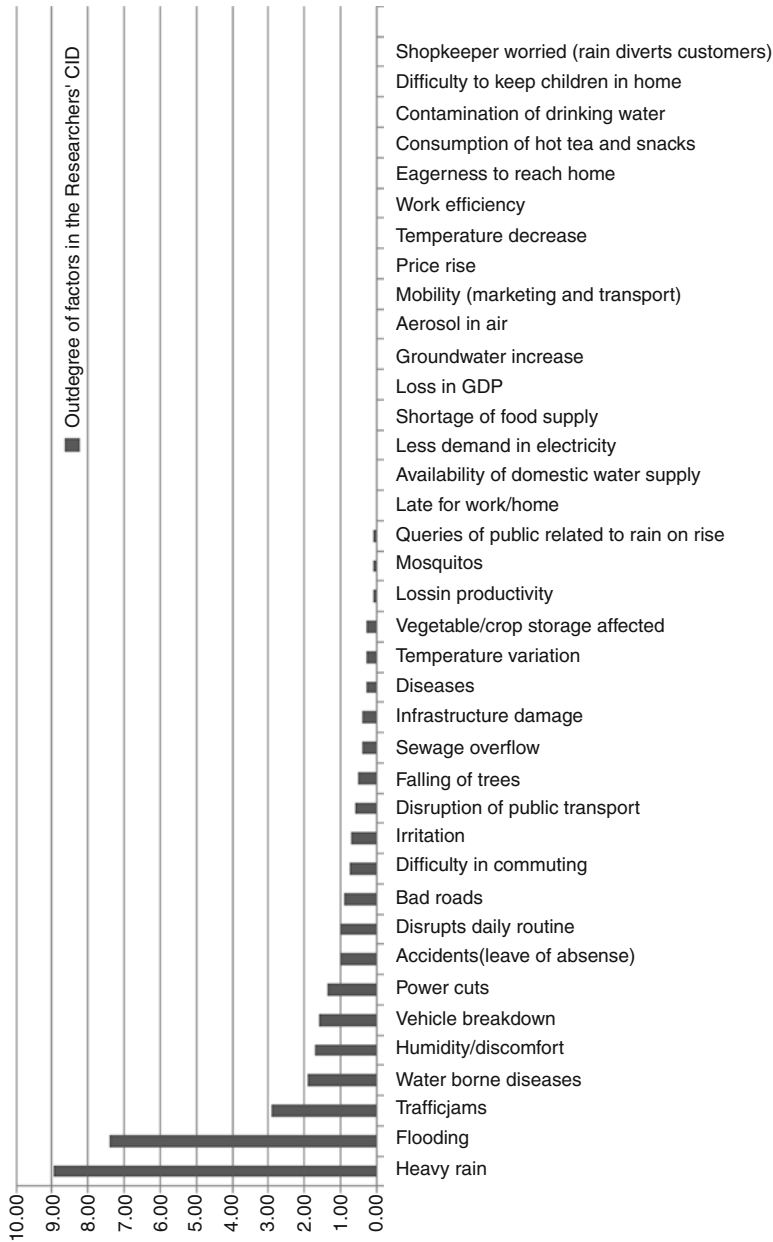 Outdegree of factors in the Researchers' CID
Shopkeeper worried (rain diverts customers)
Difficulty to keep children in home
Contamination of drinking water
Consumption of hot tea and snacks
Eagerness to reach home
Work efficiency
Temperature decrease
Price rise
Mobility (marketing and transport)
Aerosol in air
Groundwater increase
Loss in GDP
Shortage of food supply
Less demand in electricity
Availability of domestic water supply
Late for work/home
Queries of public related to rain on rise
Mosquitos
Lossin productivity
Vegetable/crop storage affected
Temperature variation
Diseases
Infrastructure damage
Sewage overflow
Falling of trees
Disruption of public transport
Irritation
Difficulty in commuting
Bad roads
Disrupts daily routine
Accidents(leave of absense)
Power cuts
Vehicle breakdown
Humidity/discomfort
Water borne diseases
Trafficjams
Flooding
Heavy rain
10.00
9.00
8.00
7.00
6.00
5.00
4.00
3.00
2.00
1.00
0.00